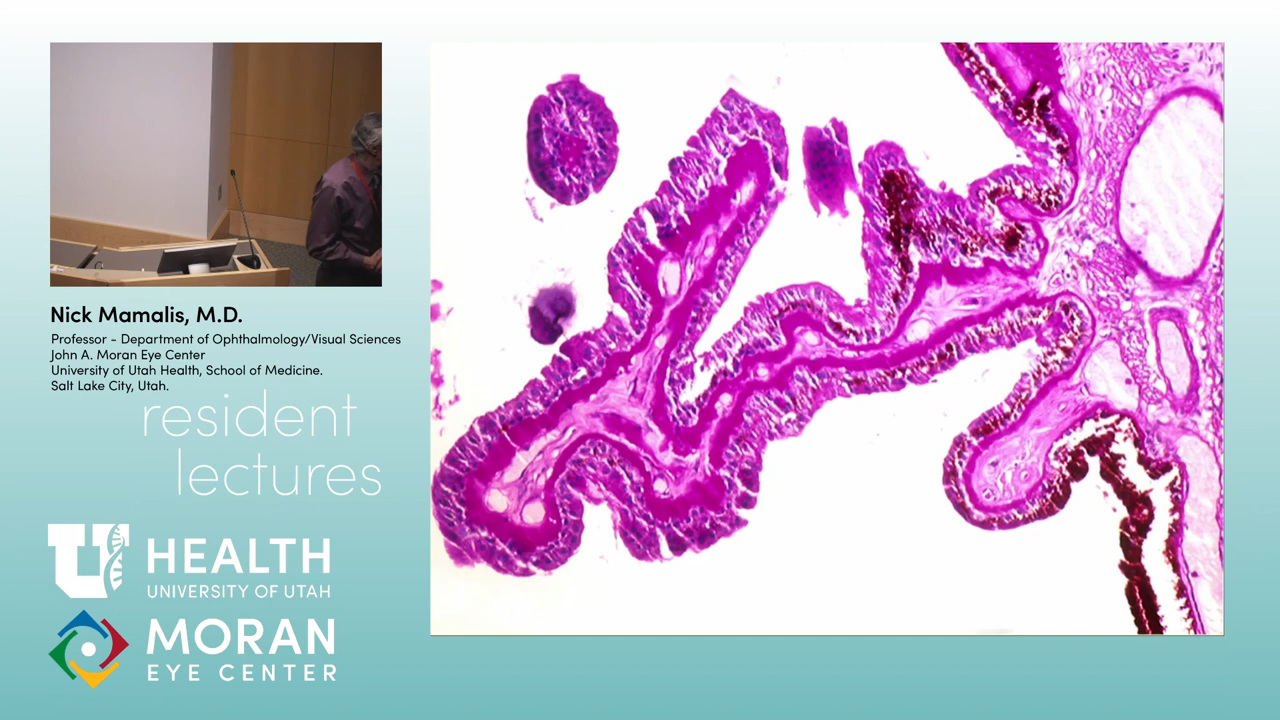 Nick Mamalis, M.D.
Professor - Department of Ophthalmology/Visual Sciences
John A. Moran Eye Center
University of Utah Health, School of Medicine.
Salt Lake City, Utah.
resident
lectures
U HEALTH
UNIVERSITY OF UTAH
MORAN
EYE CENTER